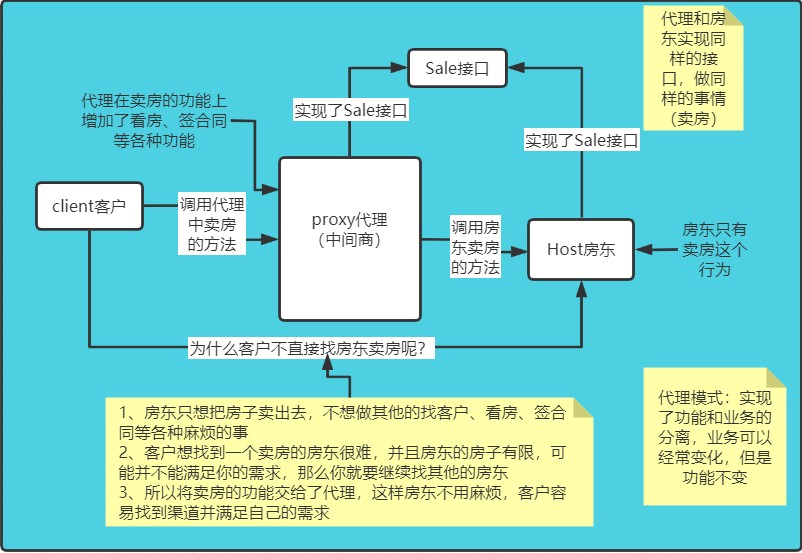 代理和房
东实现同
样的接
口，做同
样的事情
（卖房）
Sale接口
实现了Sale接口
代理在卖房的功能上
增加了看房、签合同
等各种功能
实现了Sale接口
client客户
调用代理
中卖房
的方法
proxy代理
（中间商）
调用房
东卖房
的方法
Host房东
房东只有
卖房这个
行为
为什么客户不直接找房东卖房呢？
1、房东只想把房子卖出去，不想做其他的找客户、看房、签合
同等各种麻烦的事
2、客户想找到一个卖房的房东很难，并且房东的房子有限，可
能并不能满足你的需求，那么你就要继续找其他的房东
3、所以将卖房的功能交给了代理，这样房东不用麻烦，客户容
易找到渠道并满足自己的需求
代理模式：实现
了功能和业务的
分离，业务可以
经常变化，但是
功能不变